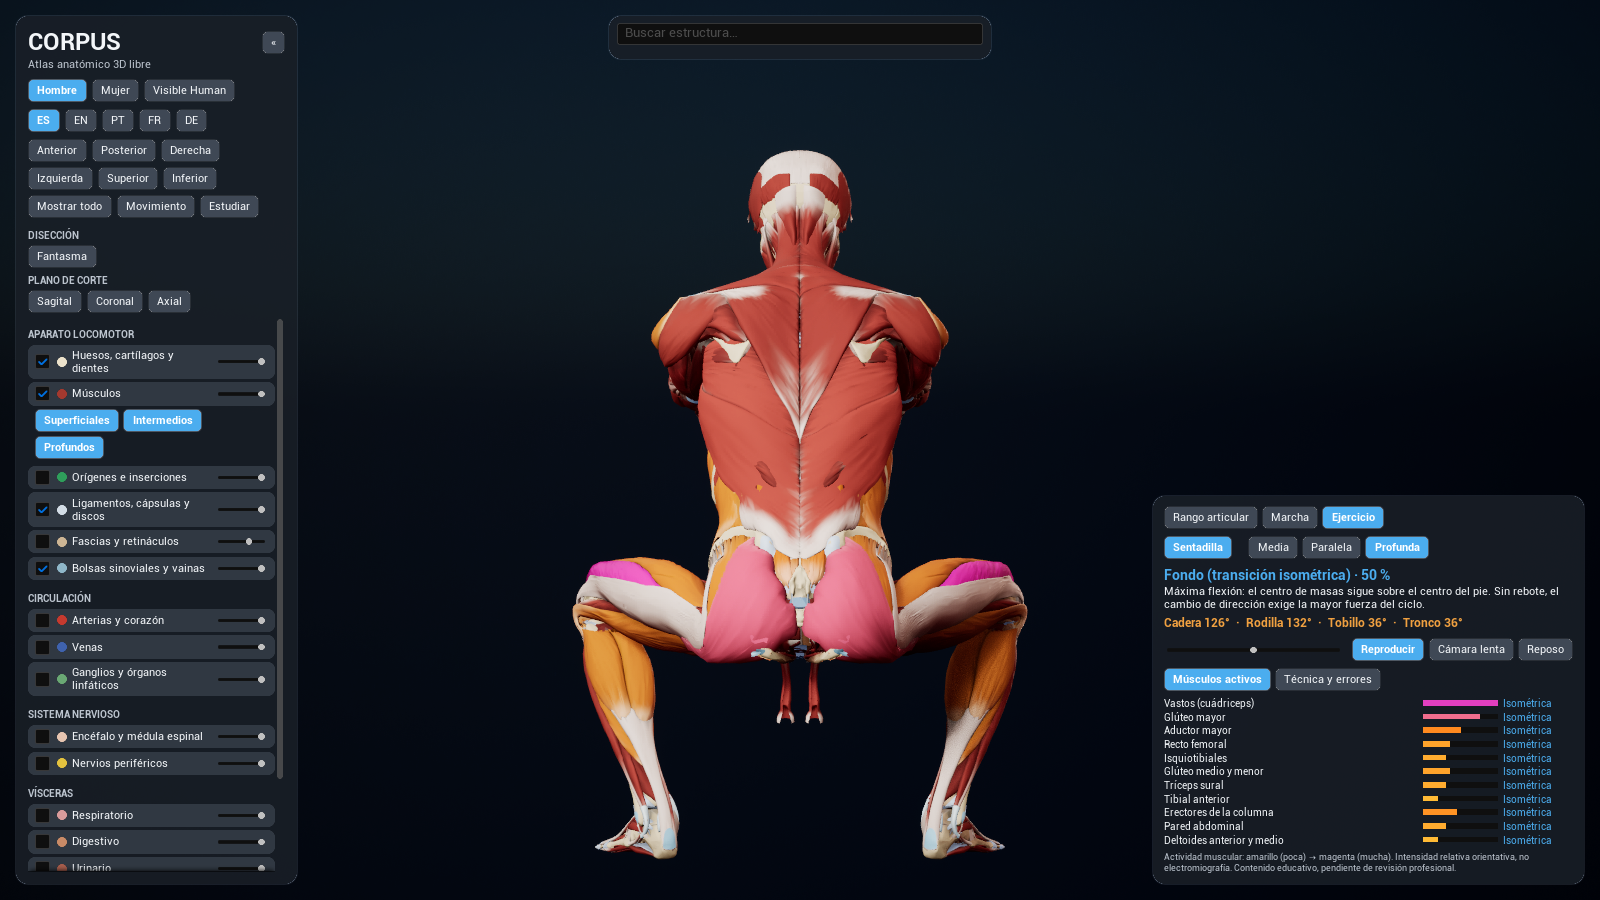 CORPUS
«
Atlas anatómico 3D libre
Hombre Mujer Visible Human
ES EN PT FR DE
Anterior Posterior Derecha
Izquierda Superior Inferior
Mostrar todo Movimiento Estudiar
DISECCIÓN
Fantasma
PLANO DE CORTE
Sagital Coronal Axial
APARATO LOCOMOTOR
Huesos, cartílagos y
dientes
Músculos
Superficiales Intermedios
Profundos
Orígenes e inserciones
Ligamentos, cápsulas y
discos
Fascias y retináculos
Bolsas sinoviales y vainas
CIRCULACIÓN
Arterias y corazón
Venas
Ganglios y órganos
linfáticos
SISTEMA NERVIOSO
Encéfalo y médula espinal
Nervios periféricos
VÍSCERAS
Respiratorio
Digestivo
Urinario
Buscar estructura...
Rango articular Marcha Ejercicio
Sentadilla Media Paralela Profunda
Fondo (transición isométrica) · 50 %
Máxima flexión: el centro de masas sigue sobre el centro del pie. Sin rebote, el
cambio de dirección exige la mayor fuerza del ciclo.
Cadera 126° · Rodilla 132° · Tobillo 36° · Tronco 36°
Reproducir Cámara lenta Reposo
Músculos activos Técnica y errores
Vastos (cuádriceps) Isométrica
Glúteo mayor Isométrica
Aductor mayor Isométrica
Recto femoral Isométrica
Isquiotibiales Isométrica
Glúteo medio y menor Isométrica
Tríceps sural Isométrica
Tibial anterior Isométrica
Erectores de la columna Isométrica
Pared abdominal Isométrica
Deltoides anterior y medio Isométrica
Actividad muscular: amarillo (poca) → magenta (mucha). Intensidad relativa orientativa, no
electromiografía. Contenido educativo, pendiente de revisión profesional.